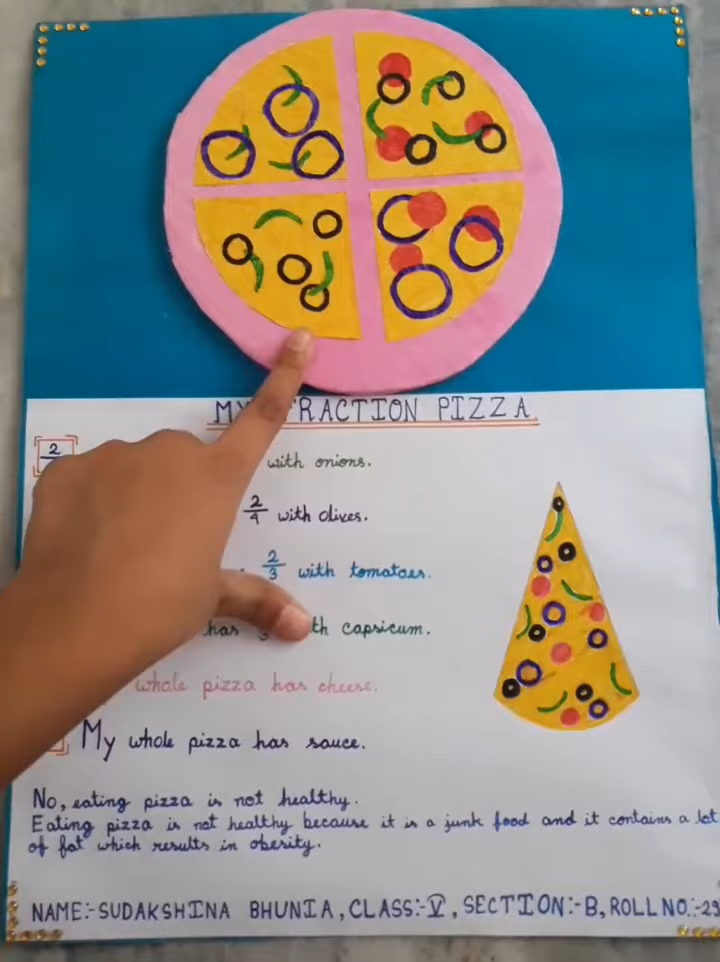 MY FRACTION PIZZA
2
with onions.
2/4 with olives.
2/3 with tomatoes.
has 3 th capsicum.
whole pizza has cheese.
My whole pizza has sauce.
No, eating pizza is not healthy.
Eating pizza is not healthy because it is a junk food and it contains a lot
of fat which results in obesity.
NAME:-SUDAKSHINA BHUNIA, CLASS:-V, SECTION:-B, ROLL NO.:-23